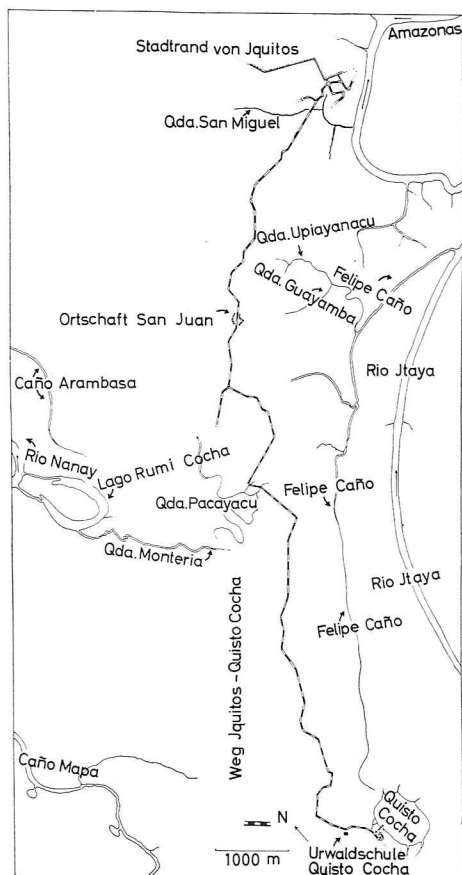 Amazonas
Stadtrand von Jquitos
Qda.San Miguel
Qda.Upiayanacu
Felipe Caño
Qda.Guayamba
Ortschaft San Juan
Rio Jtaya
Caño Arambasa
Rio Nanay
Lago Rumi Cocha
Felipe Caño
Qda.Pacayacu
Qda.Monteria
Rio Jtaya
Felipe Caño
Weg Jquitos - Quisto Cocha
Caño Mapa
Quisto
Cocha
N
Urwaldschule
1000 m
Quisto Cocha